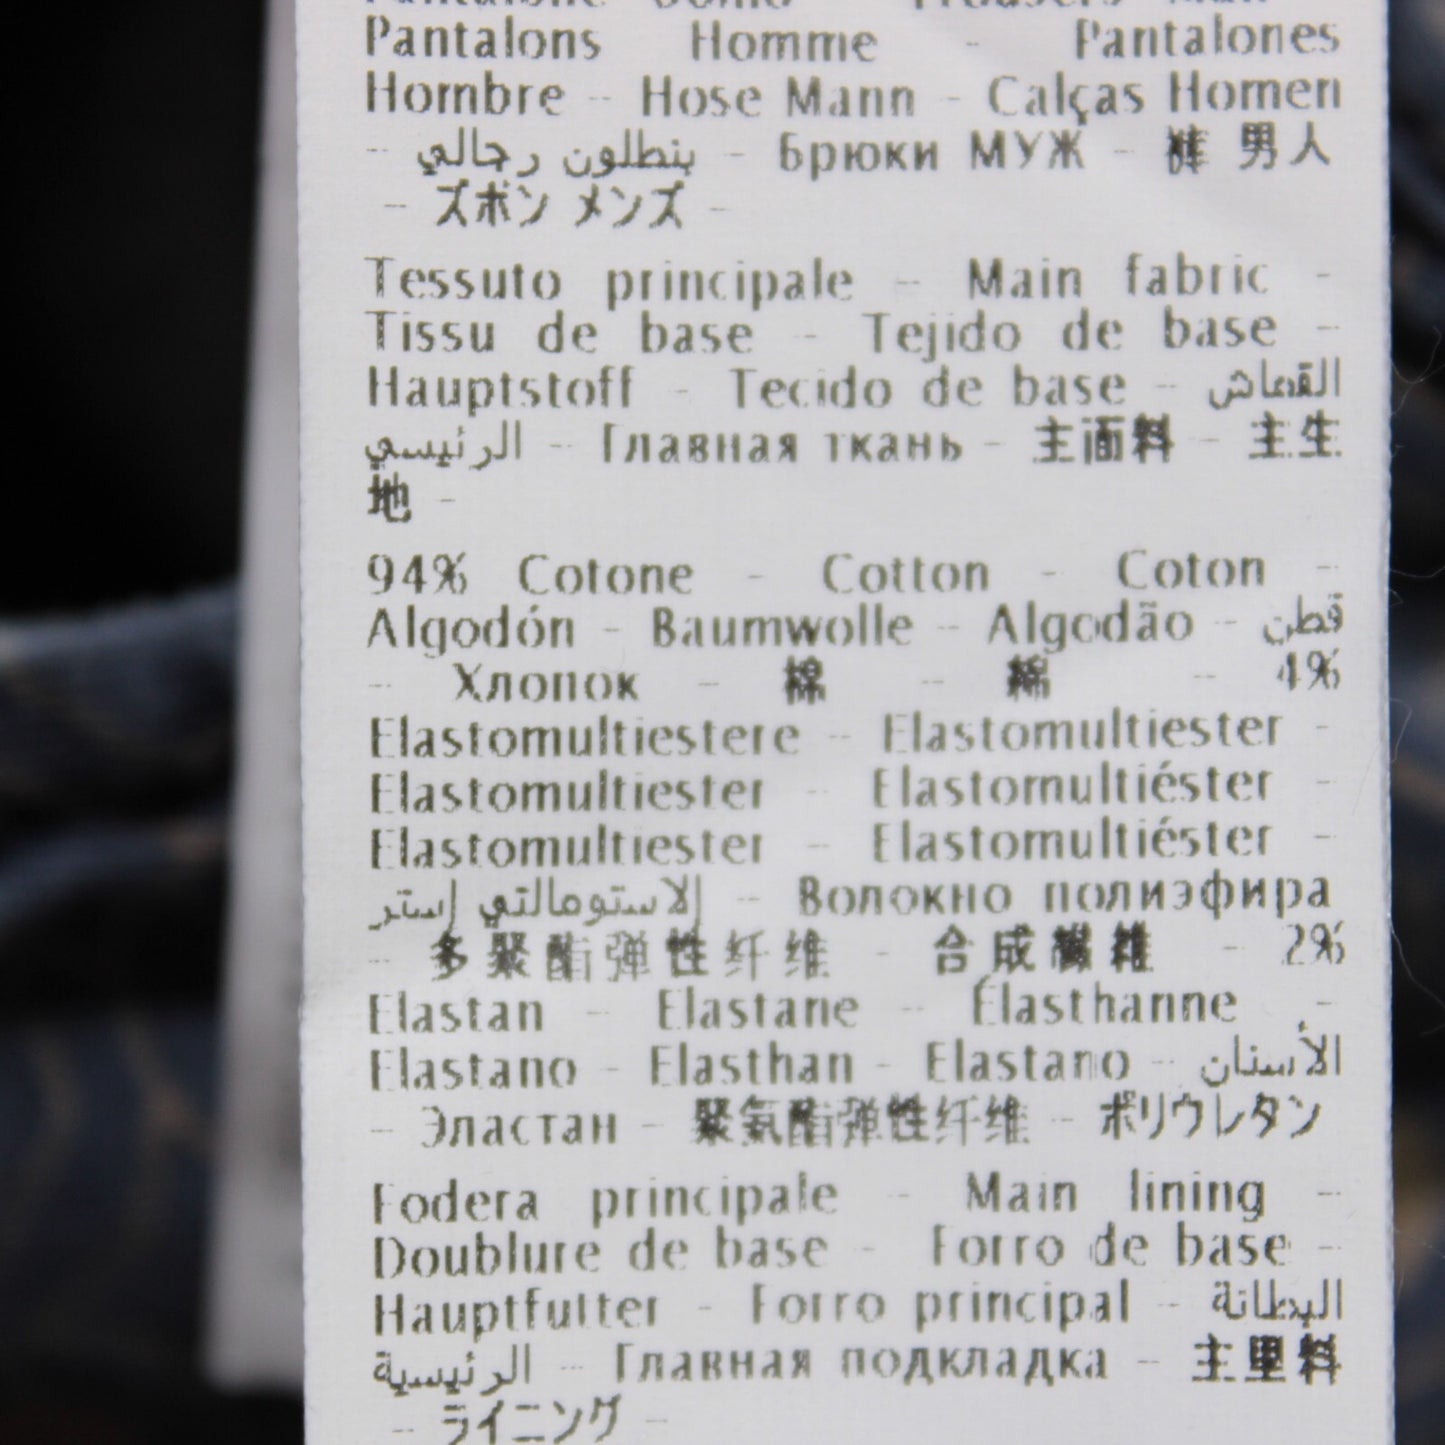 Pantalone Uomo - Trousers Man -
Pantalons Homme - Pantalones
Hombre - Hose Mann - Calças Homem
- بنطلون رجالي - Брюки МУЖ - 裤 男人
- ズボン メンズ -
Tessuto principale - Main fabric -
Tissu de base - Tejido de base -
Hauptstoff - Tecido de base - القماش
الرئيسي - Главная ткань - 主面料 - 主生
地 -
94% Cotone - Cotton - Coton -
Algodón - Baumwolle - Algodão - قطن
- Хлопок - 棉 - 綿 - 4%
Elastomultiestere - Elastomultiester -
Elastomultiester - Elastomultiéster -
Elastomultiester - Elastomultiéster -
إلاستومالتي إستر - Волокно полиэфира
- 多聚酯弹性纤维 - 合成繊維 - 2%
Elastan - Elastane - Élasthanne -
Elastano - Elasthan - Elastano - الأستان
- Эластан - 聚氨酯弹性纤维 - ポリウレタン
Fodera principale - Main lining -
Doublure de base - Forro de base -
Hauptfutter - Forro principal - البطانة
الرئيسية - Главная подкладка - 主里料
- ライニング -